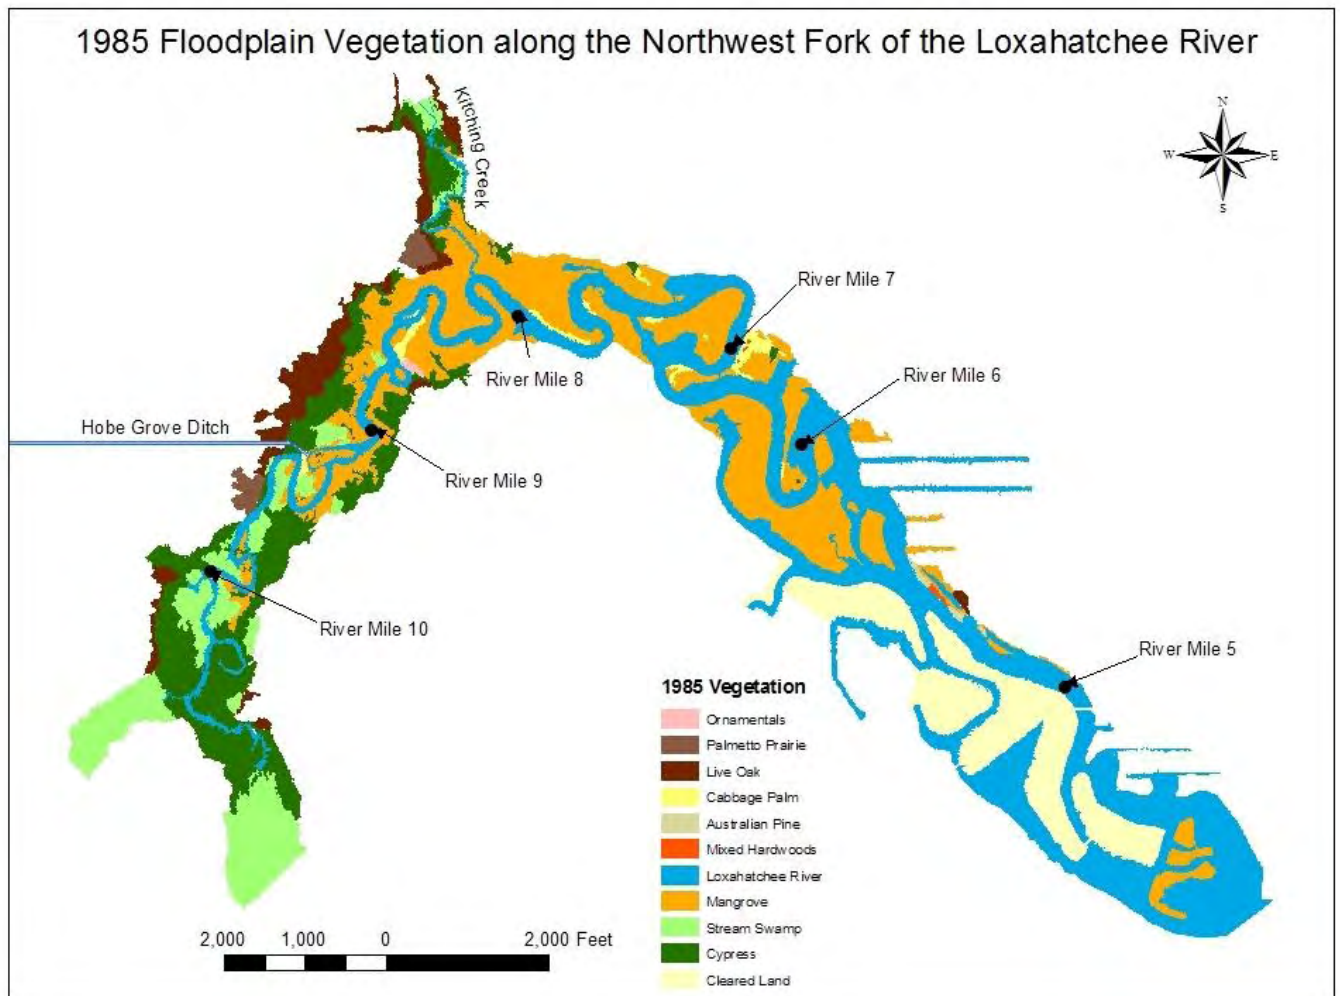 1985 Floodplain Vegetation along the Northwest Fork of the Loxahatchee River
Kitching Creek
N
W
E
S
River Mile 7
River Mile 8
River Mile 6
Hobe Grove Ditch
River Mile 9
River Mile 10
River Mile 5
1985 Vegetation
Ornamentals
Palmetto Prairie
Live Oak
Cabbage Palm
Australian Pine
Mixed Hardwoods
Loxahatchee River
Mangrove
Stream Swamp
Cypress
Cleared Land
2,000 1,000 0 2,000 Feet